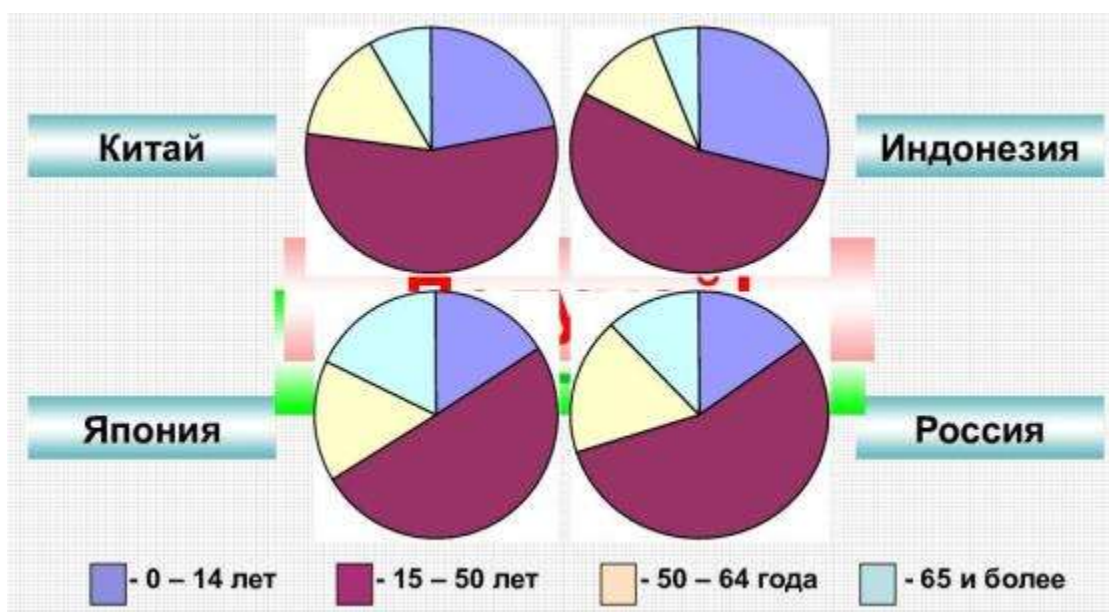 Китай
Индонезия
Япония
Россия
- 0 – 14 лет
- 15 – 50 лет
- 50 – 64 года
- 65 и более